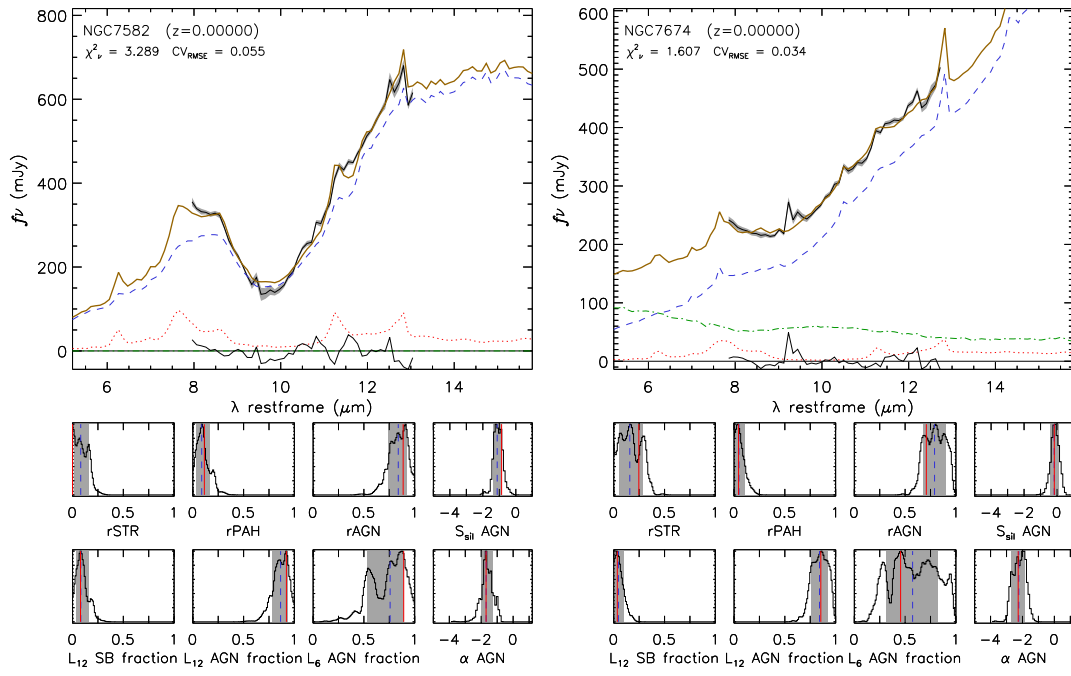 NGC7582 (z=0.00000)
χ²ᵥ = 3.289 CV_RMSE = 0.055
800
600
400
200
0
fν (mJy)
6 8 10 12 14
λ restframe (μm)
NGC7674 (z=0.00000)
χ²ᵥ = 1.607 CV_RMSE = 0.034
600
500
400
300
200
100
0
fν (mJy)
6 8 10 12 14
λ restframe (μm)
0 0.5 1
rSTR
0 0.5 1
rPAH
0 0.5 1
rAGN
−4 −2 0
S_sil AGN
0 0.5 1
L₁₂ SB fraction
0 0.5 1
L₁₂ AGN fraction
0 0.5 1
L₆ AGN fraction
−4 −2 0
α AGN
0 0.5 1
rSTR
0 0.5 1
rPAH
0 0.5 1
rAGN
−4 −2 0
S_sil AGN
0 0.5 1
L₁₂ SB fraction
0 0.5 1
L₁₂ AGN fraction
0 0.5 1
L₆ AGN fraction
−4 −2 0
α AGN